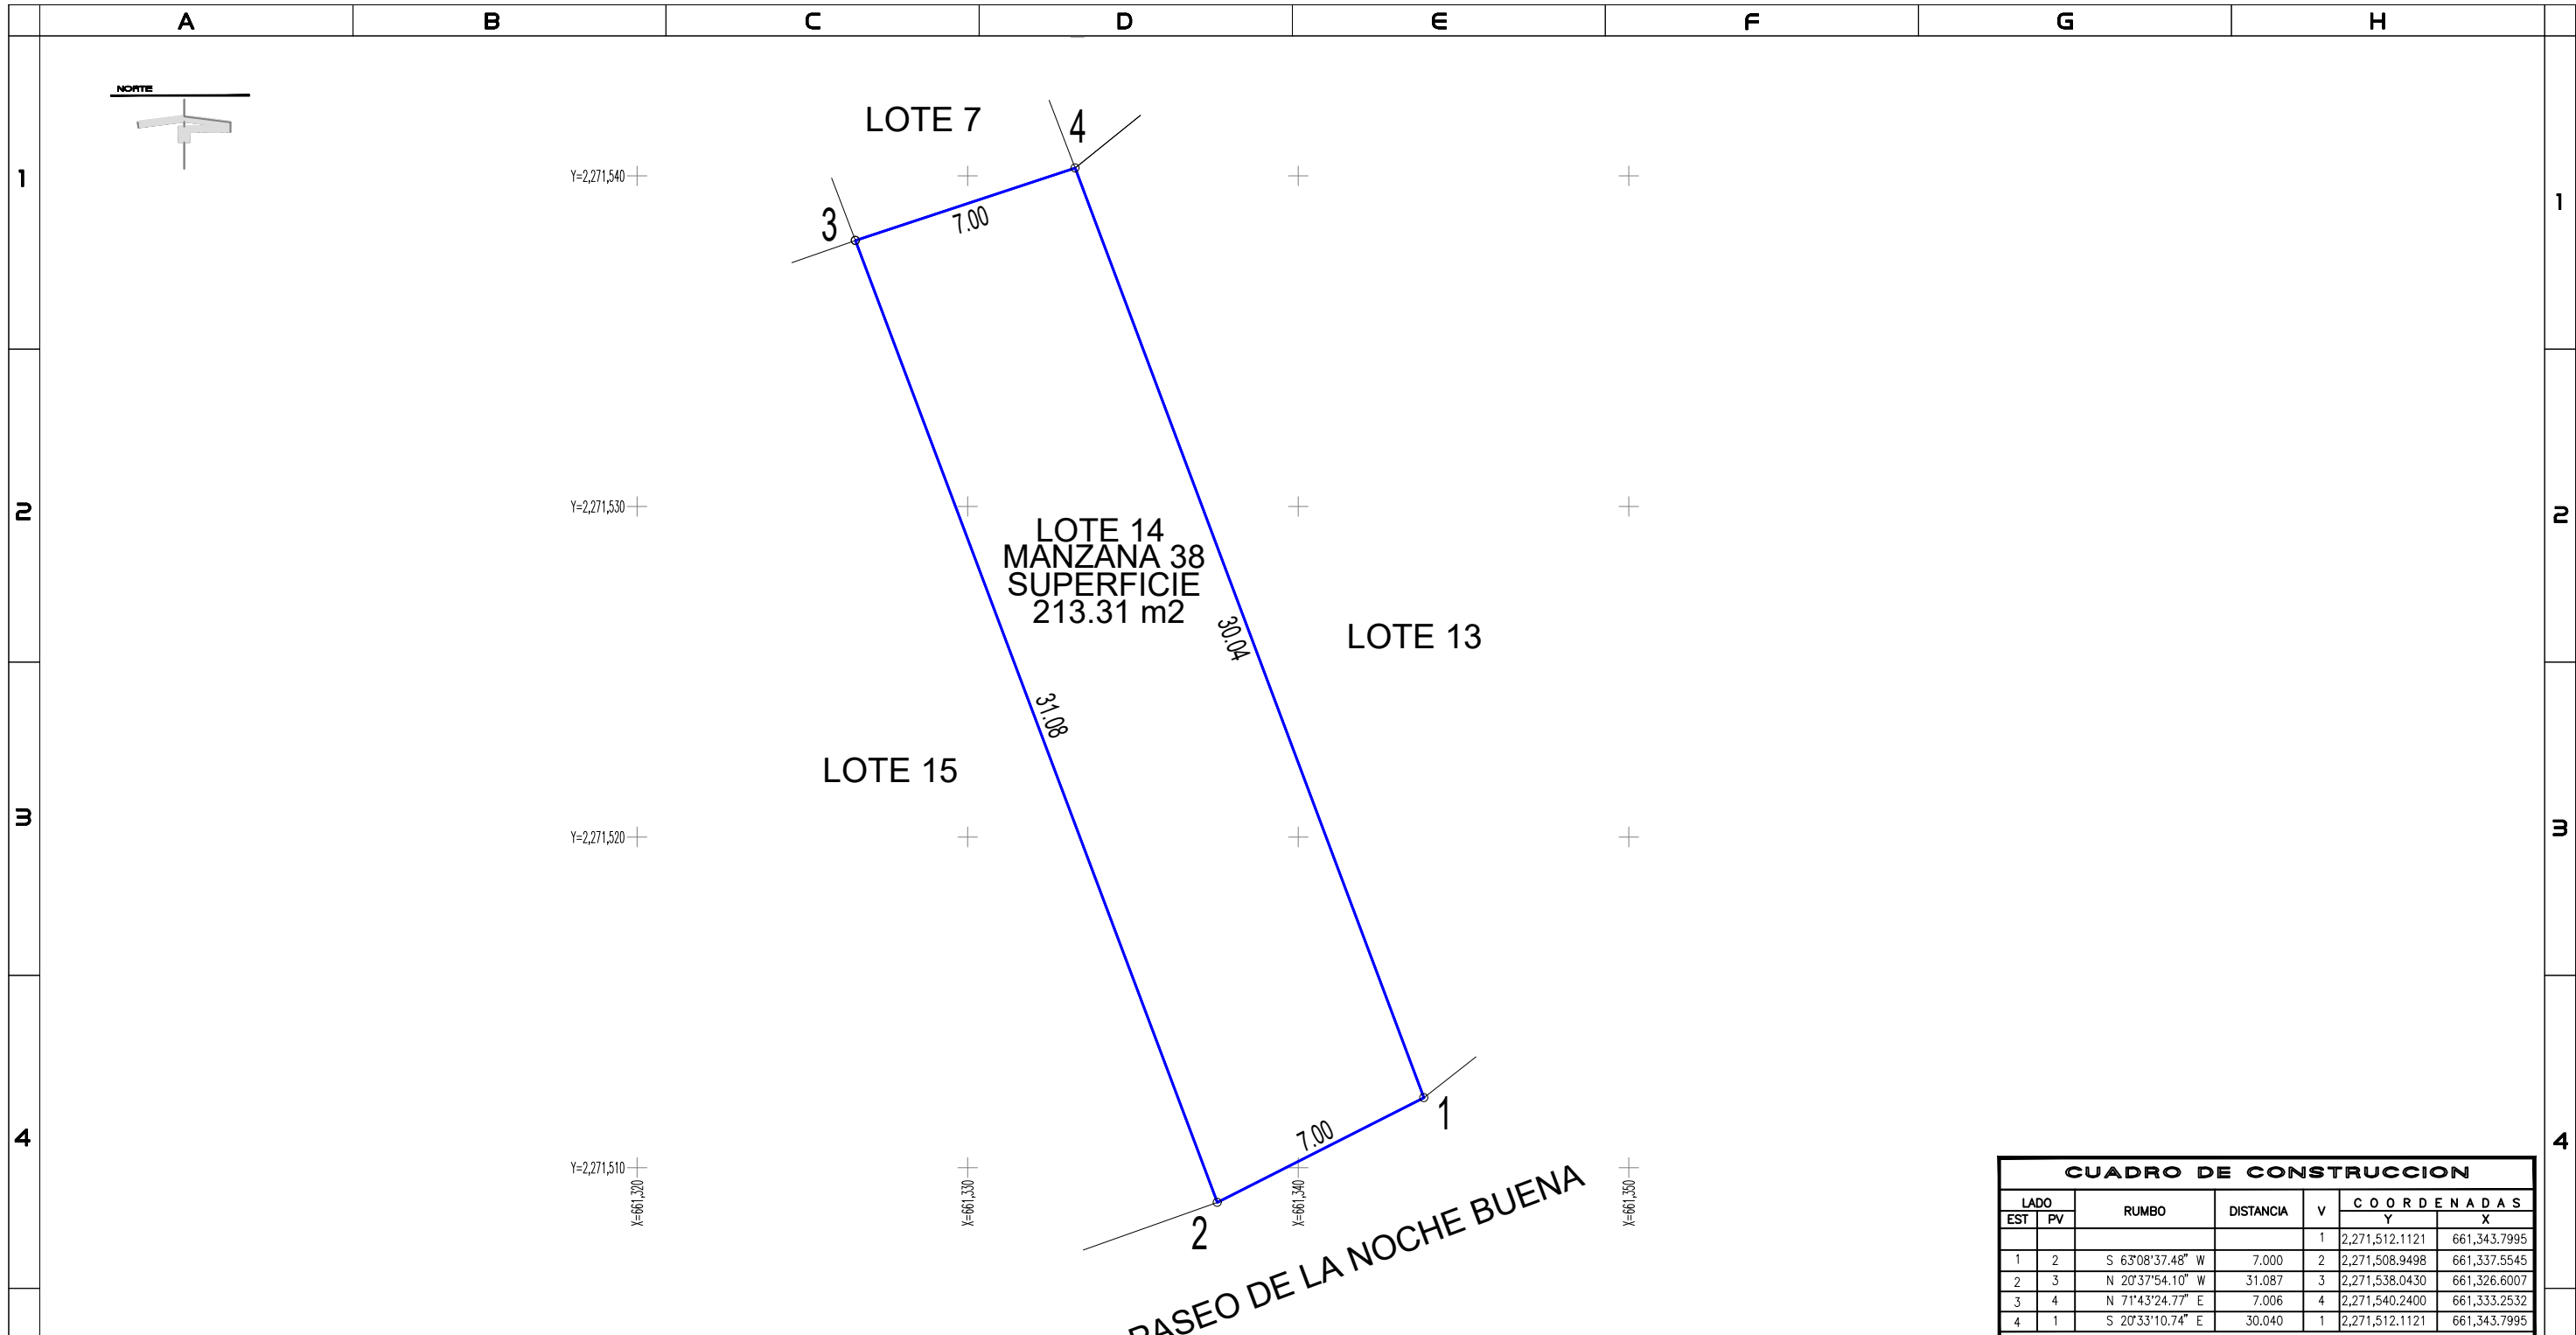 A B C D E F G H
NORTE
LOTE 7
4
1
1
Y=2,271,540
3
7.00
2
2
Y=2,271,530
LOTE 14
MANZANA 38
SUPERFICIE
213.31 m2
30.04
LOTE 13
31.08
LOTE 15
3
3
Y=2,271,520
1
7.00
4
4
Y=2,271,510
X=661,320
X=661,330
X=661,340
X=661,350
2
PASEO DE LA NOCHE BUENA
CUADRO DE CONSTRUCCION
LADO RUMBO DISTANCIA V COORDENADAS
EST PV Y X
1 2,271,512.1121 661,343.7995
1 2 S 63°08'37.48" W 7.000 2 2,271,508.9498 661,337.5545
2 3 N 20°37'54.10" W 31.087 3 2,271,538.0430 661,326.6007
3 4 N 71°43'24.77" E 7.006 4 2,271,540.2400 661,333.2532
4 1 S 20°33'10.74" E 30.040 1 2,271,512.1121 661,343.7995